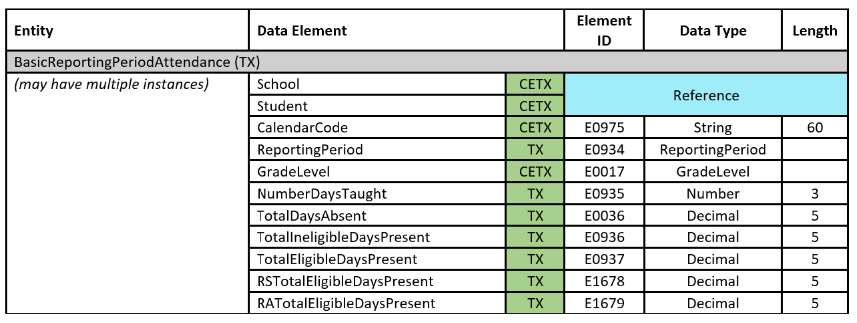 Entity Data Element Element ID Data Type Length
BasicReportingPeriodAttendance (TX)
(may have multiple instances) School CETX Reference
Student CETX
CalendarCode CETX E0975 String 60
ReportingPeriod TX E0934 ReportingPeriod
GradeLevel CETX E0017 GradeLevel
NumberDaysTaught TX E0935 Number 3
TotalDaysAbsent TX E0036 Decimal 5
TotalIneligibleDaysPresent TX E0936 Decimal 5
TotalEligibleDaysPresent TX E0937 Decimal 5
RSTotalEligibleDaysPresent TX E1678 Decimal 5
RATotalEligibleDaysPresent TX E1679 Decimal 5